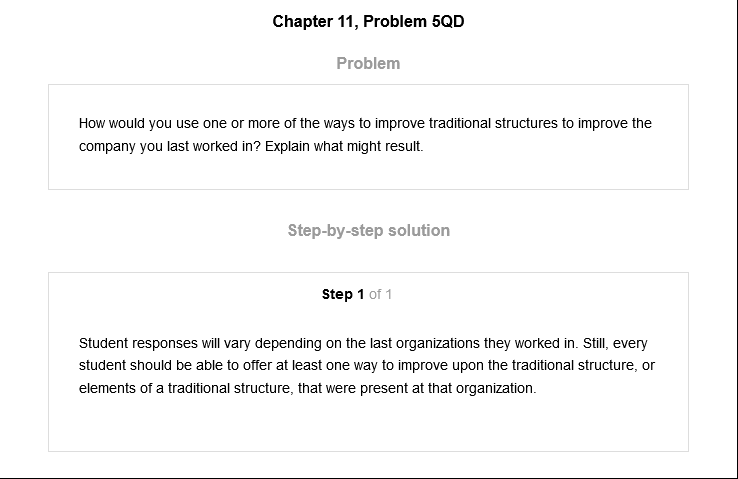 Chapter 11, Problem 5QD
Problem
How would you use one or more of the ways to improve traditional structures to improve the
company you last worked in? Explain what might result.
Step-by-step solution
Step 1 of 1
Student responses will vary depending on the last organizations they worked in. Still, every
student should be able to offer at least one way to improve upon the traditional structure, or
elements of a traditional structure, that were present at that organization.